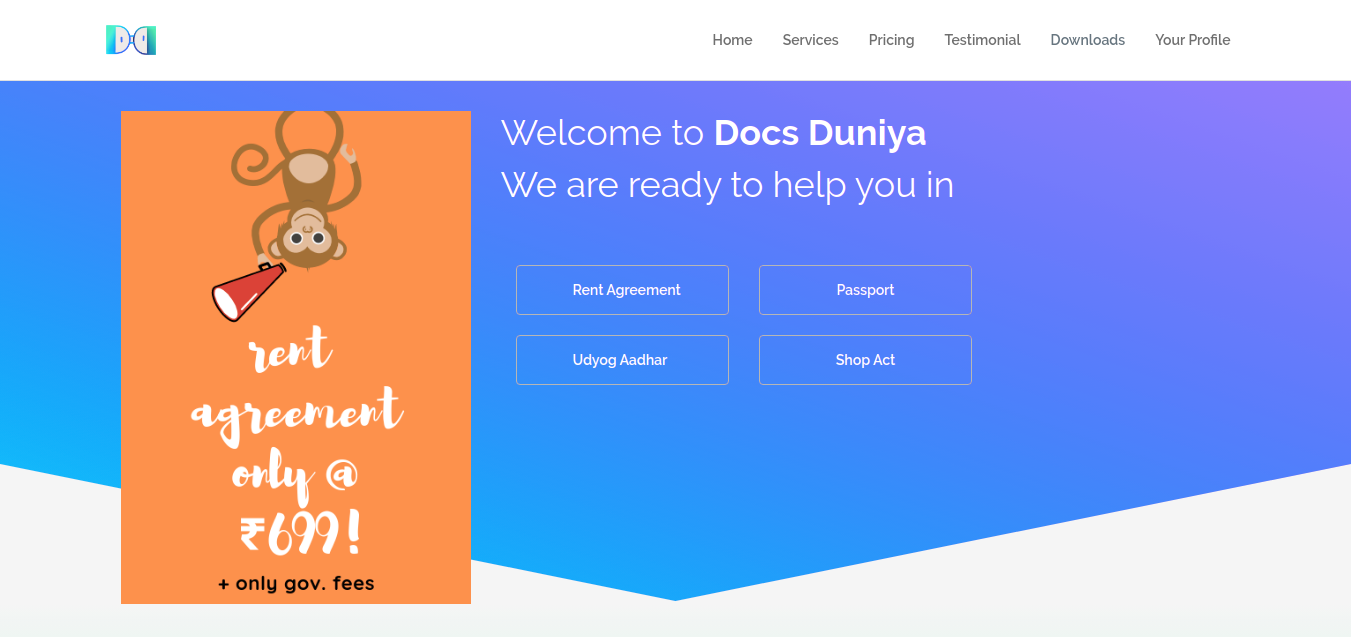 Home Services Pricing Testimonial Downloads Your Profile
Welcome to Docs Duniya
We are ready to help you in
Rent Agreement
Passport
Udyog Aadhar
Shop Act
rent
agreement
only @
₹699!
+ only gov. fees